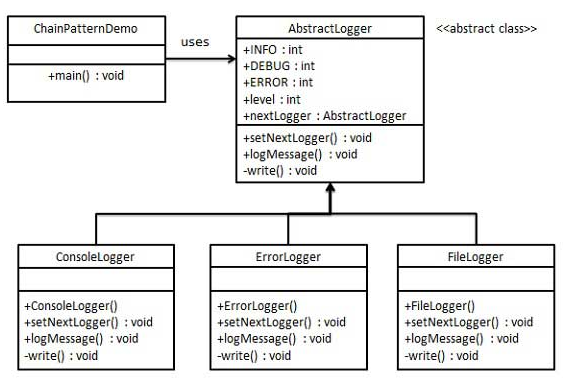 ChainPatternDemo
+main() : void
uses
AbstractLogger
<<abstract class>>
+INFO : int
+DEBUG : int
+ERROR : int
+level : int
+nextLogger : AbstractLogger
+setNextLogger() : void
+logMessage() : void
-write() : void
ConsoleLogger
+ConsoleLogger()
+setNextLogger() : void
+logMessage() : void
-write() : void
ErrorLogger
+ErrorLogger()
+setNextLogger() : void
+logMessage() : void
-write() : void
FileLogger
+FileLogger()
+setNextLogger() : void
+logMessage() : void
-write() : void